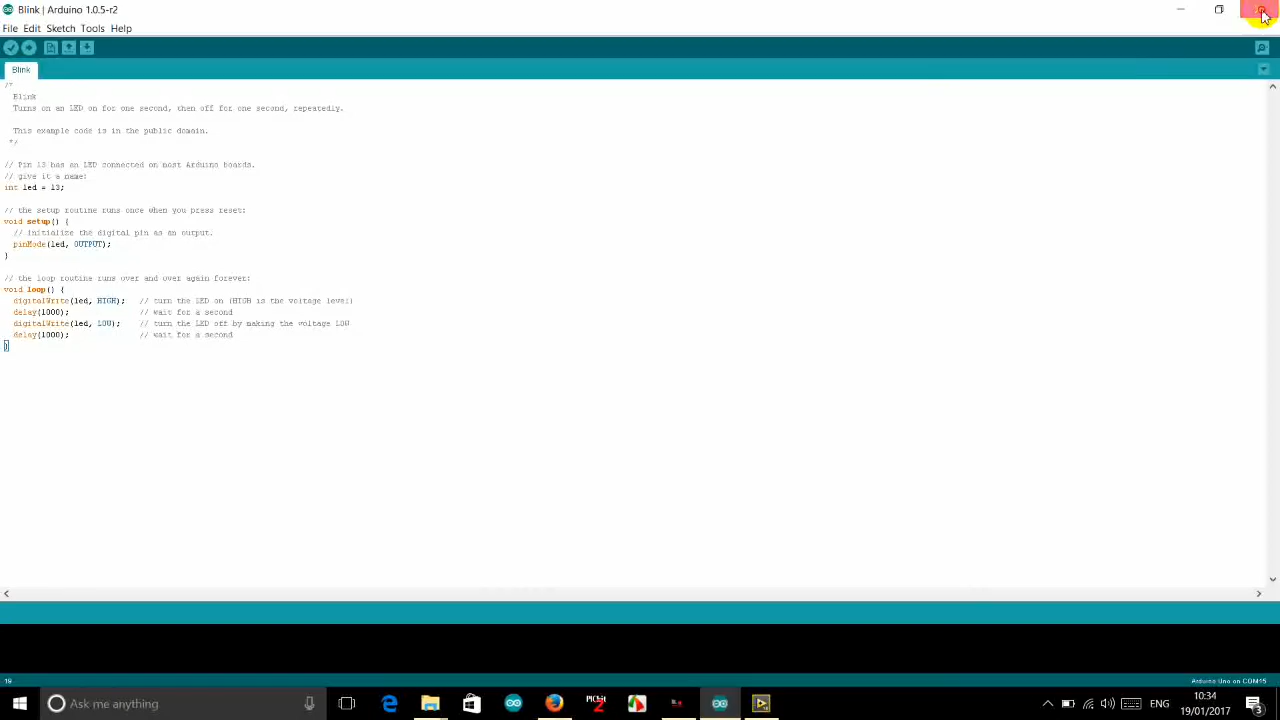 Blink | Arduino 1.0.5-r2
File Edit Sketch Tools Help
Blink
/*
Blink
Turns on an LED on for one second, then off for one second, repeatedly.
This example code is in the public domain.
*/
// Pin 13 has an LED connected on most Arduino boards.
// give it a name:
int led = 13;
// the setup routine runs once when you press reset:
void setup() {
// initialize the digital pin as an output.
pinMode(led, OUTPUT);
}
// the loop routine runs over and over again forever:
void loop() {
digitalWrite(led, HIGH); // turn the LED on (HIGH is the voltage level)
delay(1000); // wait for a second
digitalWrite(led, LOW); // turn the LED off by making the voltage LOW
delay(1000); // wait for a second
}
19
Arduino Uno on COM15
Ask me anything
PICkit 2
ENG
10:34
19/01/2017
3